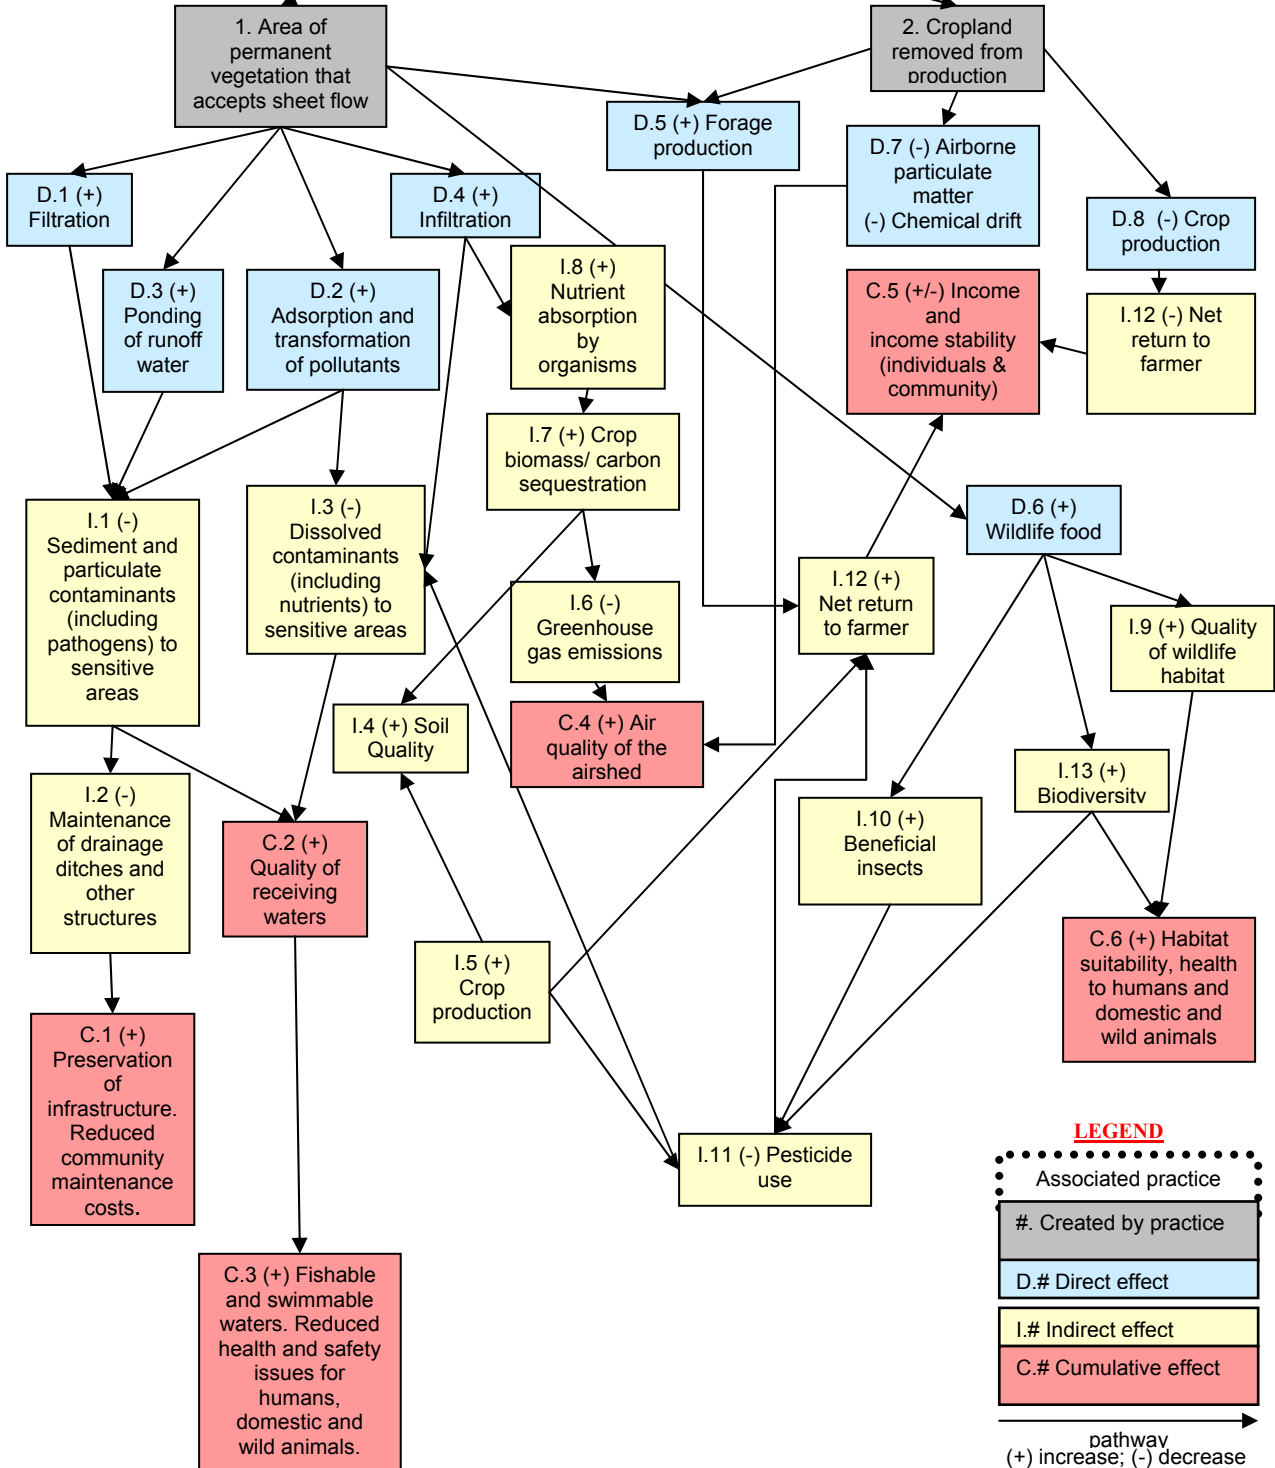 1. Area of
permanent
vegetation that
accepts sheet flow
2. Cropland
removed from
production
D.5 (+) Forage
production
D.7 (-) Airborne
particulate
matter
(-) Chemical drift
D.1 (+)
Filtration
D.4 (+)
Infiltration
D.8 (-) Crop
production
D.3 (+)
Ponding
of runoff
water
D.2 (+)
Adsorption and
transformation
of pollutants
I.8 (+)
Nutrient
absorption
by
organisms
C.5 (+/-) Income
and
income stability
(individuals &
community)
I.12 (-) Net
return to
farmer
I.7 (+) Crop
biomass/ carbon
sequestration
I.1 (-)
Sediment and
particulate
contaminants
(including
pathogens) to
sensitive
areas
I.3 (-)
Dissolved
contaminants
(including
nutrients) to
sensitive areas
D.6 (+)
Wildlife food
I.6 (-)
Greenhouse
gas emissions
I.12 (+)
Net return
to farmer
I.9 (+) Quality
of wildlife
habitat
I.4 (+) Soil
Quality
C.4 (+) Air
quality of the
airshed
I.13 (+)
Biodiversity
I.2 (-)
Maintenance
of drainage
ditches and
other
structures
C.2 (+)
Quality of
receiving
waters
I.10 (+)
Beneficial
insects
I.5 (+)
Crop
production
C.6 (+) Habitat
suitability, health
to humans and
domestic and
wild animals
C.1 (+)
Preservation
of
infrastructure.
Reduced
community
maintenance
costs.
I.11 (-) Pesticide
use
C.3 (+) Fishable
and swimmable
waters. Reduced
health and safety
issues for
humans,
domestic and
wild animals.
LEGEND
Associated practice
#. Created by practice
D.# Direct effect
I.# Indirect effect
C.# Cumulative effect
pathway
(+) increase; (-) decrease